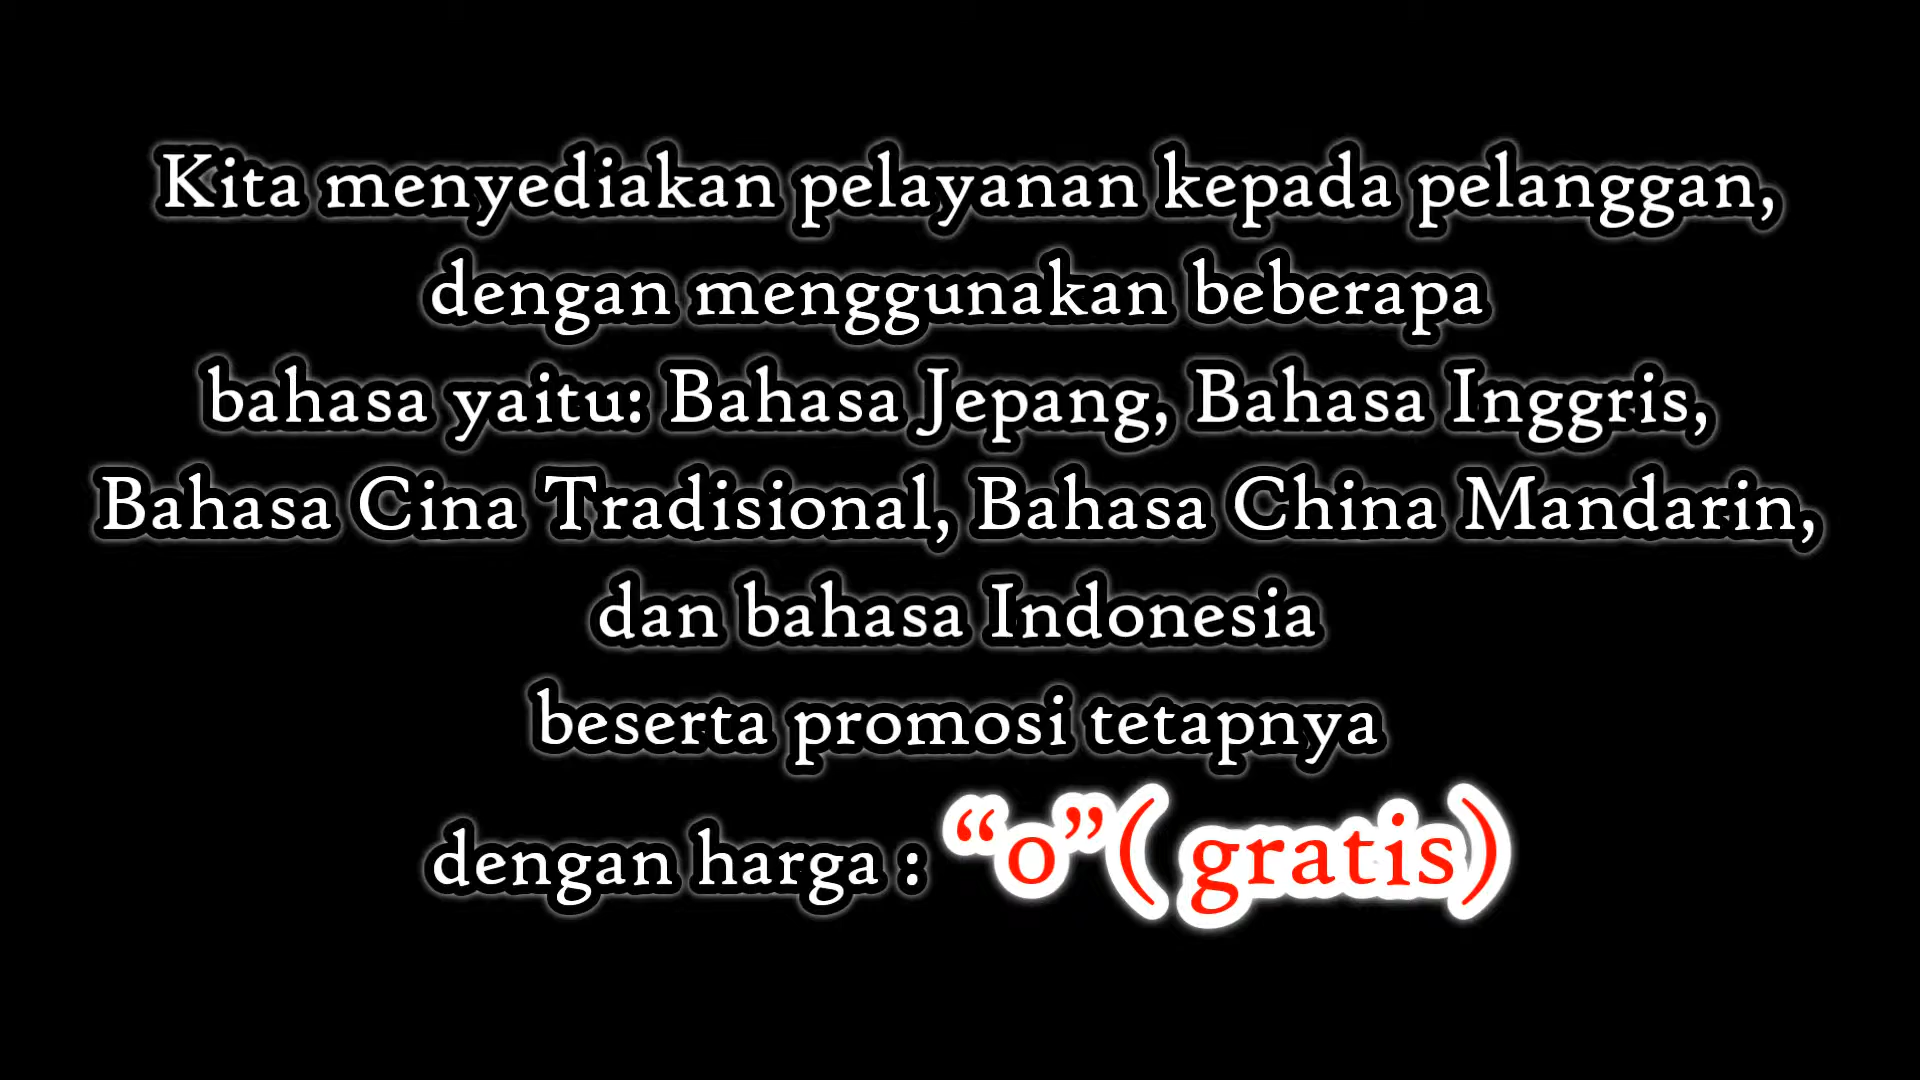 Kita menyediakan pelayanan kepada pelanggan,
dengan menggunakan beberapa
bahasa yaitu: Bahasa Jepang, Bahasa Inggris,
Bahasa Cina Tradisional, Bahasa China Mandarin,
dan bahasa Indonesia
beserta promosi tetapnya
dengan harga : “0”( gratis)